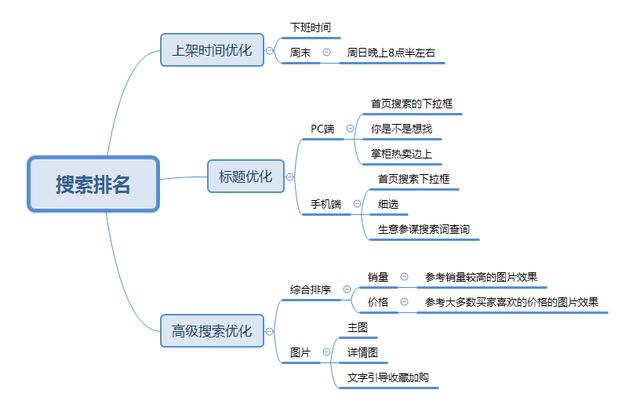 搜索排名
上架时间优化
下班时间
周末
周日晚上8点半左右
标题优化
PC端
首页搜索的下拉框
你是不是想找
掌柜热卖边上
手机端
首页搜索下拉框
细选
生意参谋搜索词查询
高级搜索优化
综合排序
销量
参考销量较高的图片效果
价格
参考大多数买家喜欢的价格的图片效果
图片
主图
详情图
文字引导收藏加购